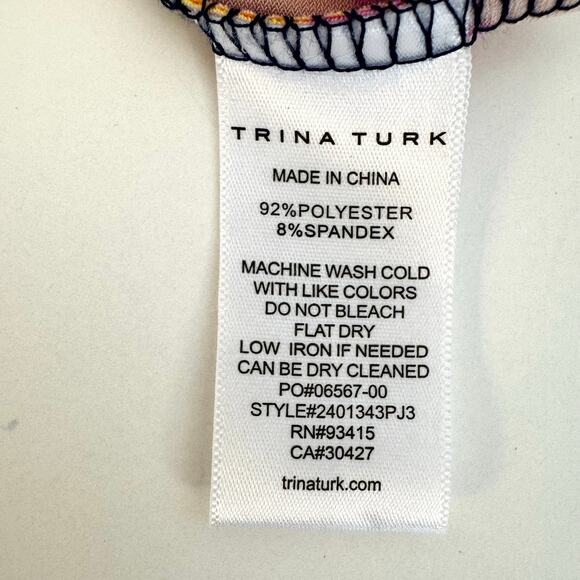 TRINA TURK
MADE IN CHINA
92%POLYESTER
8%SPANDEX
MACHINE WASH COLD
WITH LIKE COLORS
DO NOT BLEACH
FLAT DRY
LOW IRON IF NEEDED
CAN BE DRY CLEANED
PO#06567-00
STYLE#2401343PJ3
RN#93415
CA#30427
trinaturk.com